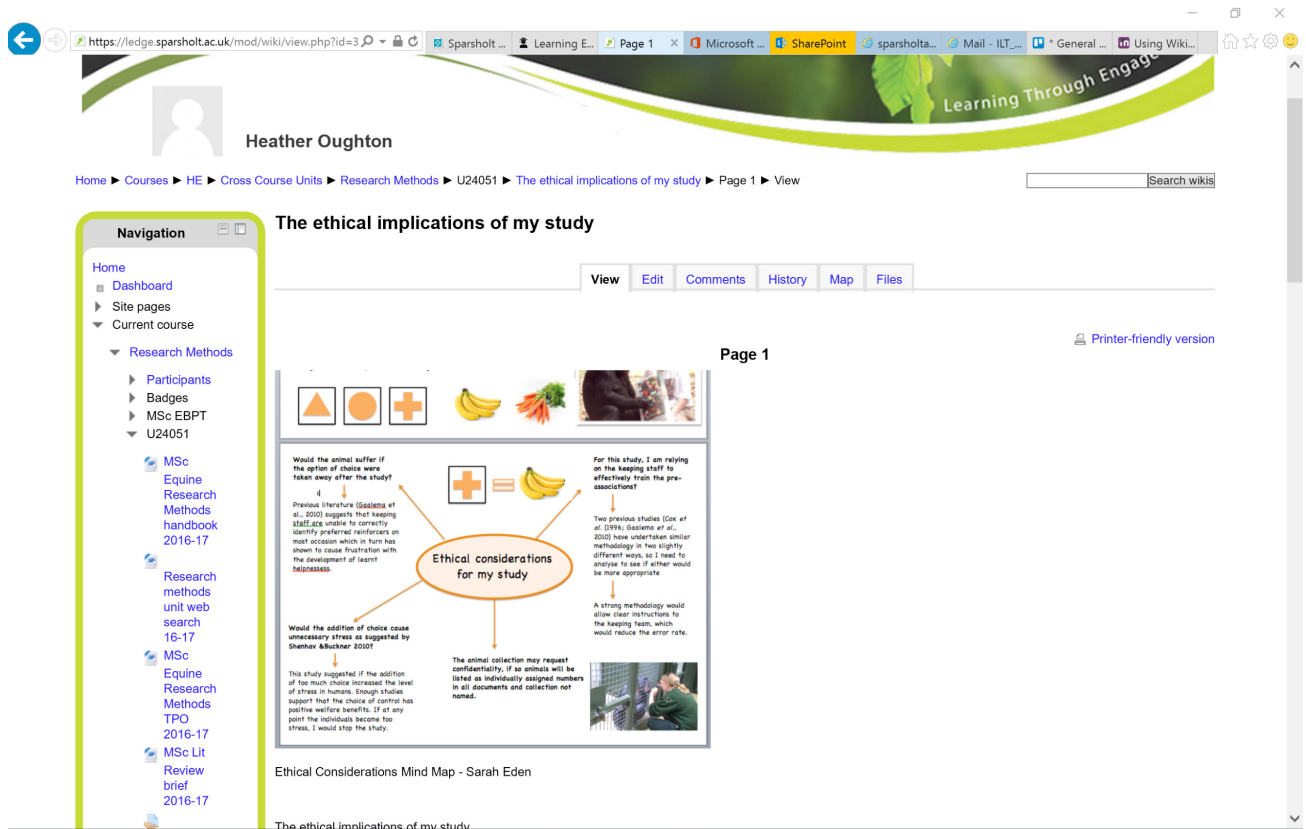 https://ledge.sparsholt.ac.uk/mod/wiki/view.php?id=3
Sparsholt ...
Learning E...
Page 1
Microsoft ...
SharePoint
sparsholta...
Mail - ILT_...
* General ...
Using Wiki...
Learning Through Engage
Heather Oughton
Home ► Courses ► HE ► Cross Course Units ► Research Methods ► U24051 ► The ethical implications of my study ► Page 1 ► View
Search wikis
Navigation
Home
Dashboard
Site pages
Current course
Research Methods
Participants
Badges
MSc EBPT
U24051
MSc
Equine
Research
Methods
handbook
2016-17
Research
methods
unit web
search
16-17
MSc
Equine
Research
Methods
TPO
2016-17
MSc Lit
Review
brief
2016-17
The ethical implications of my study
View
Edit
Comments
History
Map
Files
Printer-friendly version
Page 1
Would the animal suffer if
the option of choice were
taken away after the study?
Previous literature (Gaalema et
al., 2010) suggests that keeping
staff are unable to correctly
identify preferred reinforcers on
most occasion which in turn has
shown to cause frustration with
the development of learnt
helpnessess.
For this study, I am relying
on the keeping staff to
effectively train the pre-
associations?
Two previous studies (Cox et
al. (1996; Gaalema et al.,
2010) have undertaken similar
methodology in two slightly
different ways, so I need to
analyse to see if either would
be more appropriate
A strong methodology would
allow clear instructions to
the keeping team, which
would reduce the error rate.
Ethical considerations
for my study
Would the addition of choice cause
unnecessary stress as suggested by
Shenhav &Buckner 2010?
This study suggested if the addition
of too much choice increased the level
of stress in humans. Enough studies
support that the choice of control has
positive welfare benefits. If at any
point the individuals became too
stress, I would stop the study.
The animal collection may request
confidentiality, if so animals will be
listed as individually assigned numbers
in all documents and collection not
named.
Ethical Considerations Mind Map - Sarah Eden
The ethical implications of my study